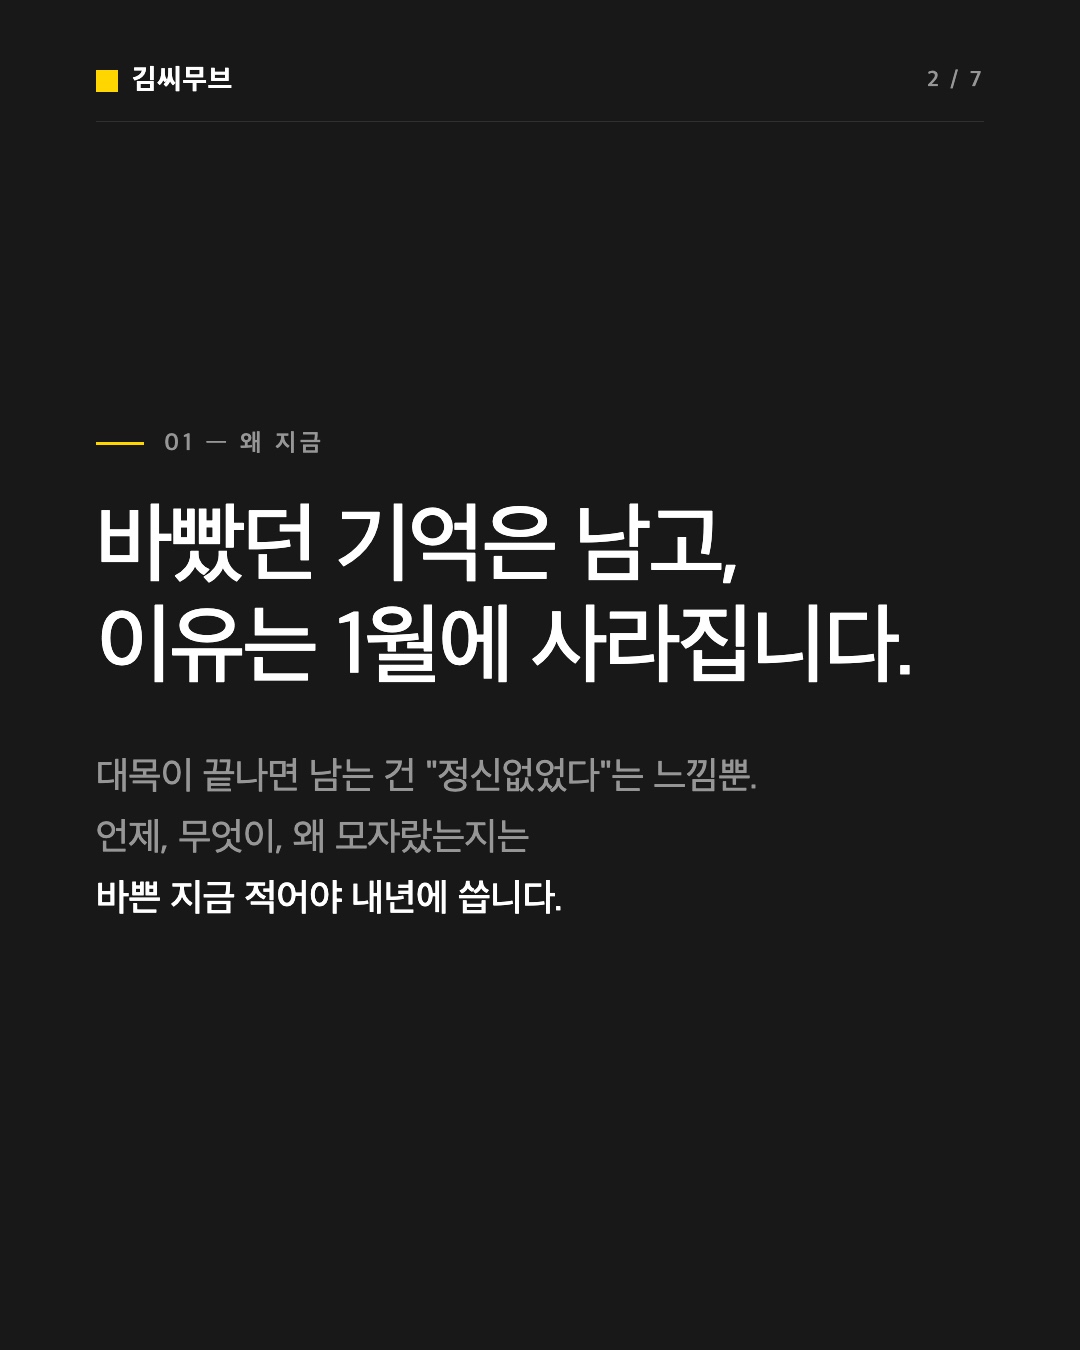 김씨무브
2 / 7
01 — 왜 지금
바빴던 기억은 남고,
이유는 1월에 사라집니다.
대목이 끝나면 남는 건 "정신없었다"는 느낌뿐.
언제, 무엇이, 왜 모자랐는지는
바쁜 지금 적어야 내년에 씁니다.